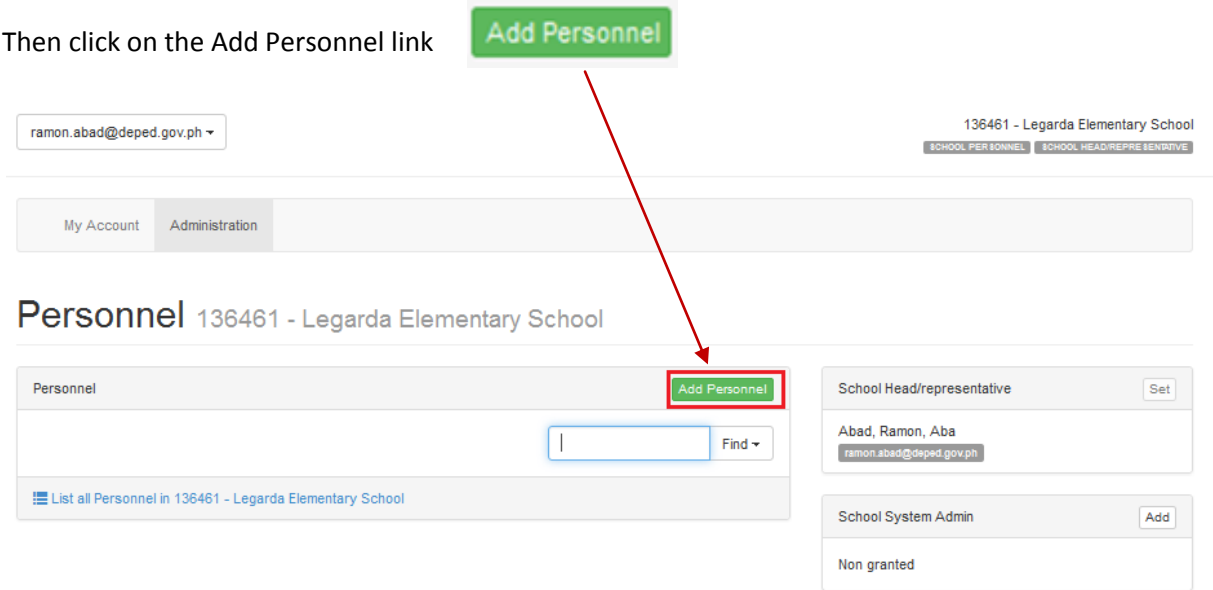 Then click on the Add Personnel link Add Personnel
ramon.abad@deped.gov.ph
136461 - Legarda Elementary School
SCHOOL PERSONNEL SCHOOL HEAD/REPRESENTATIVE
My Account Administration
Personnel 136461 - Legarda Elementary School
Personnel Add Personnel
Find
List all Personnel in 136461 - Legarda Elementary School
School Head/representative Set
Abad, Ramon, Aba
ramon.abad@deped.gov.ph
School System Admin Add
Non granted